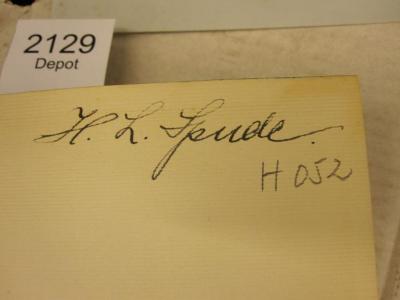 2129
Depot
H. L. Spude.
H 052